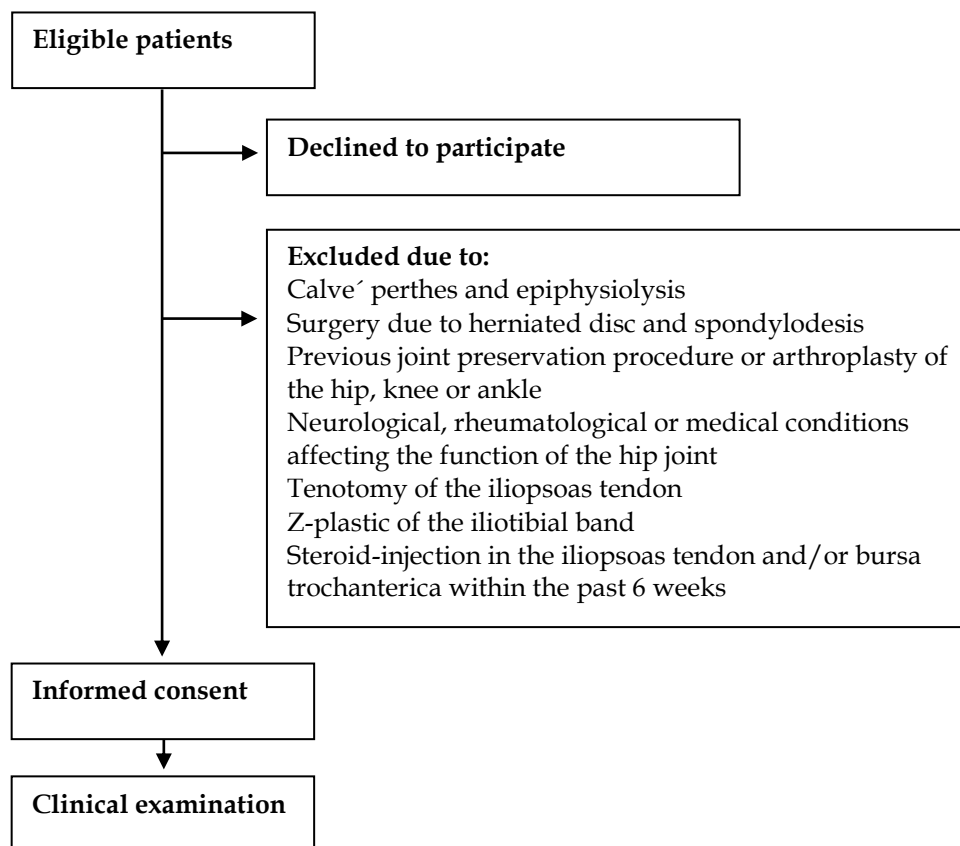 Eligible patients
Declined to participate
Excluded due to:
Calve´ perthes and epiphysiolysis
Surgery due to herniated disc and spondylodesis
Previous joint preservation procedure or arthroplasty of
the hip, knee or ankle
Neurological, rheumatological or medical conditions
affecting the function of the hip joint
Tenotomy of the iliopsoas tendon
Z-plastic of the iliotibial band
Steroid-injection in the iliopsoas tendon and/or bursa
trochanterica within the past 6 weeks
Informed consent
Clinical examination